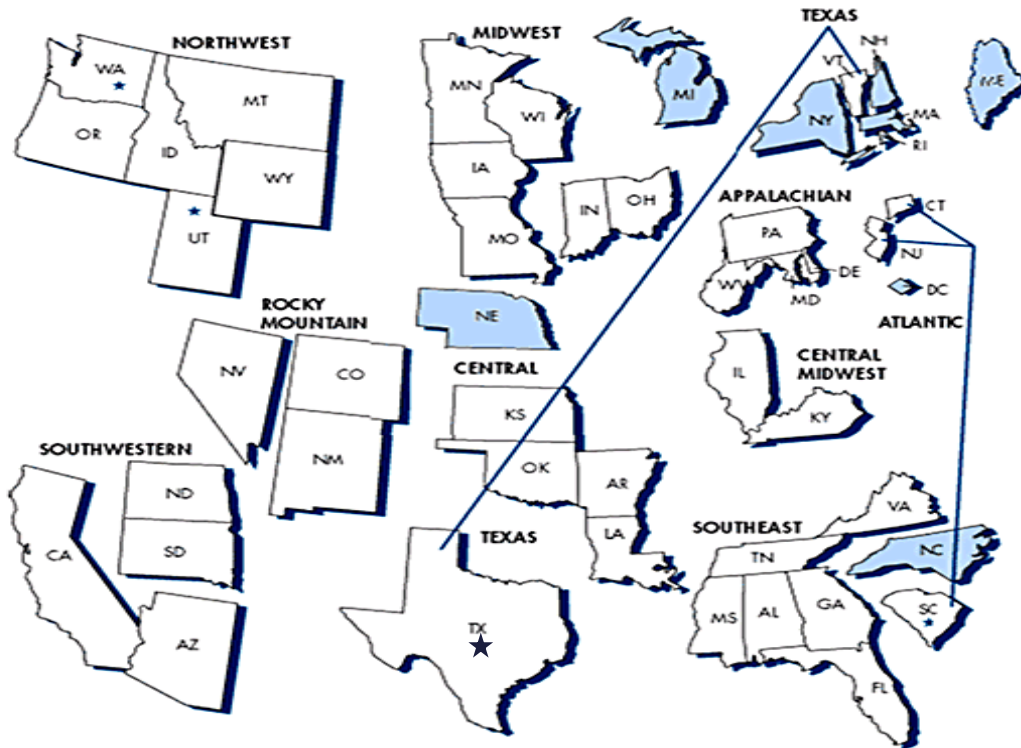 TEXAS
NORTHWEST
MIDWEST
NH
VT
WA
MN
ME
MT
MI
WI
NY
MA
OR
ID
RI
IA
WY
APPALACHIAN
IN
OH
CT
UT
MO
PA
NJ
DE
WV
MD
DC
ROCKY
MOUNTAIN
NE
ATLANTIC
CENTRAL
MIDWEST
NV
CO
CENTRAL
IL
KS
KY
SOUTHWESTERN
NM
OK
ND
AR
VA
TEXAS
LA
SOUTHEAST
CA
SD
TN
NC
SC
MS
AL
GA
AZ
TX
FL